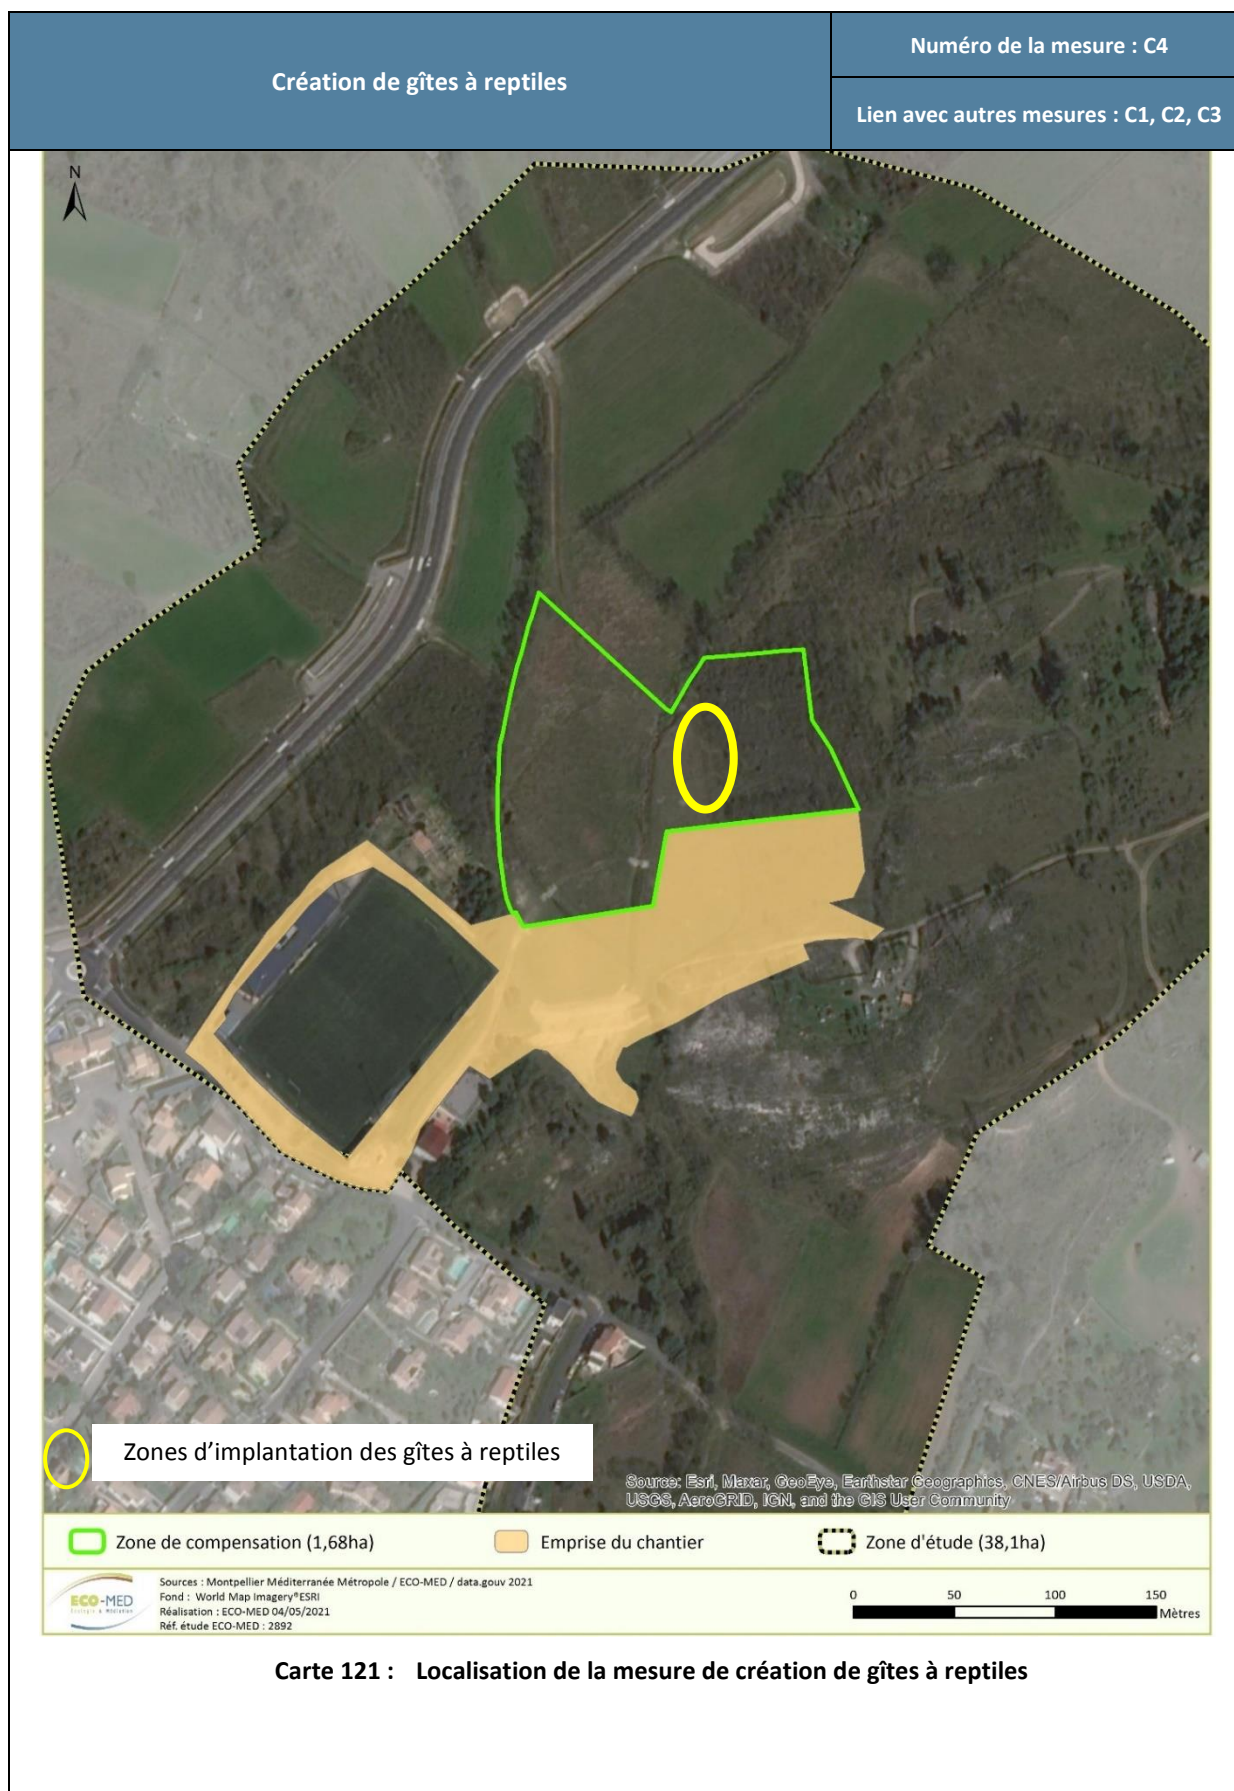 Création de gîtes à reptiles
Numéro de la mesure : C4
Lien avec autres mesures : C1, C2, C3
N
Zones d’implantation des gîtes à reptiles
Source: Esri, Maxar, GeoEye, Earthstar Geographics, CNES/Airbus DS, USDA,
USGS, AeroGRID, IGN, and the GIS User Community
Zone de compensation (1,68ha)
Emprise du chantier
Zone d'étude (38,1ha)
ECO-MED
Ecologie & Médiation
Sources : Montpellier Méditerranée Métropole / ECO-MED / data.gouv 2021
Fond : World Map Imagery®ESRI
Réalisation : ECO-MED 04/05/2021
Réf. étude ECO-MED : 2892
0 50 100 150
Mètres
Carte 121 : Localisation de la mesure de création de gîtes à reptiles